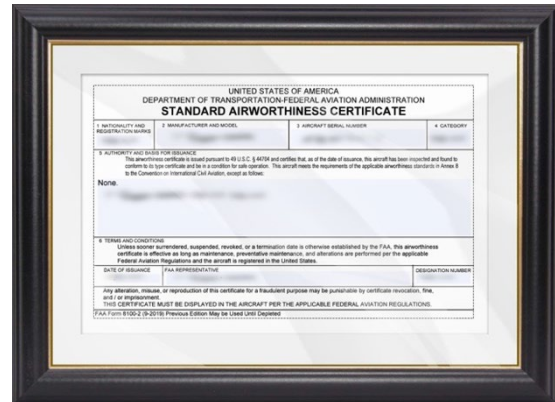 UNITED STATES OF AMERICA
DEPARTMENT OF TRANSPORTATION-FEDERAL AVIATION ADMINISTRATION
STANDARD AIRWORTHINESS CERTIFICATE
1 NATIONALITY AND REGISTRATION MARKS
2 MANUFACTURER AND MODEL
3 AIRCRAFT SERIAL NUMBER
4 CATEGORY
5 AUTHORITY AND BASIS FOR ISSUANCE
This airworthiness certificate is issued pursuant to 49 U.S.C. § 44704 and certifies that, as of the date of issuance, this aircraft has been inspected and found to
conform to its type certificate and be in a condition for safe operation. This aircraft meets the requirements of the applicable airworthiness standards in Annex 8
to the Convention on International Civil Aviation, except as follows:
None.
6 TERMS AND CONDITIONS
Unless sooner surrendered, suspended, revoked, or a termination date is otherwise established by the FAA, this airworthiness
certificate is effective as long as maintenance, preventative maintenance, and alterations are performed per the applicable
Federal Aviation Regulations and the aircraft is registered in the United States.
DATE OF ISSUANCE
FAA REPRESENTATIVE
DESIGNATION NUMBER
Any alteration, misuse, or reproduction of this certificate for a fraudulent purpose may be punishable by certificate revocation, fine,
and / or imprisonment.
THIS CERTIFICATE MUST BE DISPLAYED IN THE AIRCRAFT PER THE APPLICABLE FEDERAL AVIATION REGULATIONS.
FAA Form 8100-2 (9-2019) Previous Edition May be Used Until Depleted